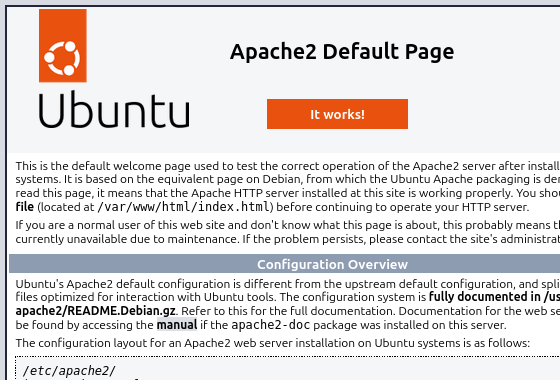 Apache2 Default Page
Ubuntu
It works!
This is the default welcome page used to test the correct operation of the Apache2 server after
systems. It is based on the equivalent page on Debian, from which the Ubuntu Apache packaging is
read this page, it means that the Apache HTTP server installed at this site is working properly. You
file (located at /var/www/html/index.html) before continuing to operate your HTTP server.
If you are a normal user of this web site and don't know what this page is about, this probably means
currently unavailable due to maintenance. If the problem persists, please contact the site's
Configuration Overview
Ubuntu's Apache2 default configuration is different from the upstream default configuration, and
files optimized for interaction with Ubuntu tools. The configuration system is fully documented in
apache2/README.Debian.gz. Refer to this for the full documentation. Documentation for the web
be found by accessing the manual if the apache2-doc package was installed on this server.
The configuration layout for an Apache2 web server installation on Ubuntu systems is as follows:
/etc/apache2/